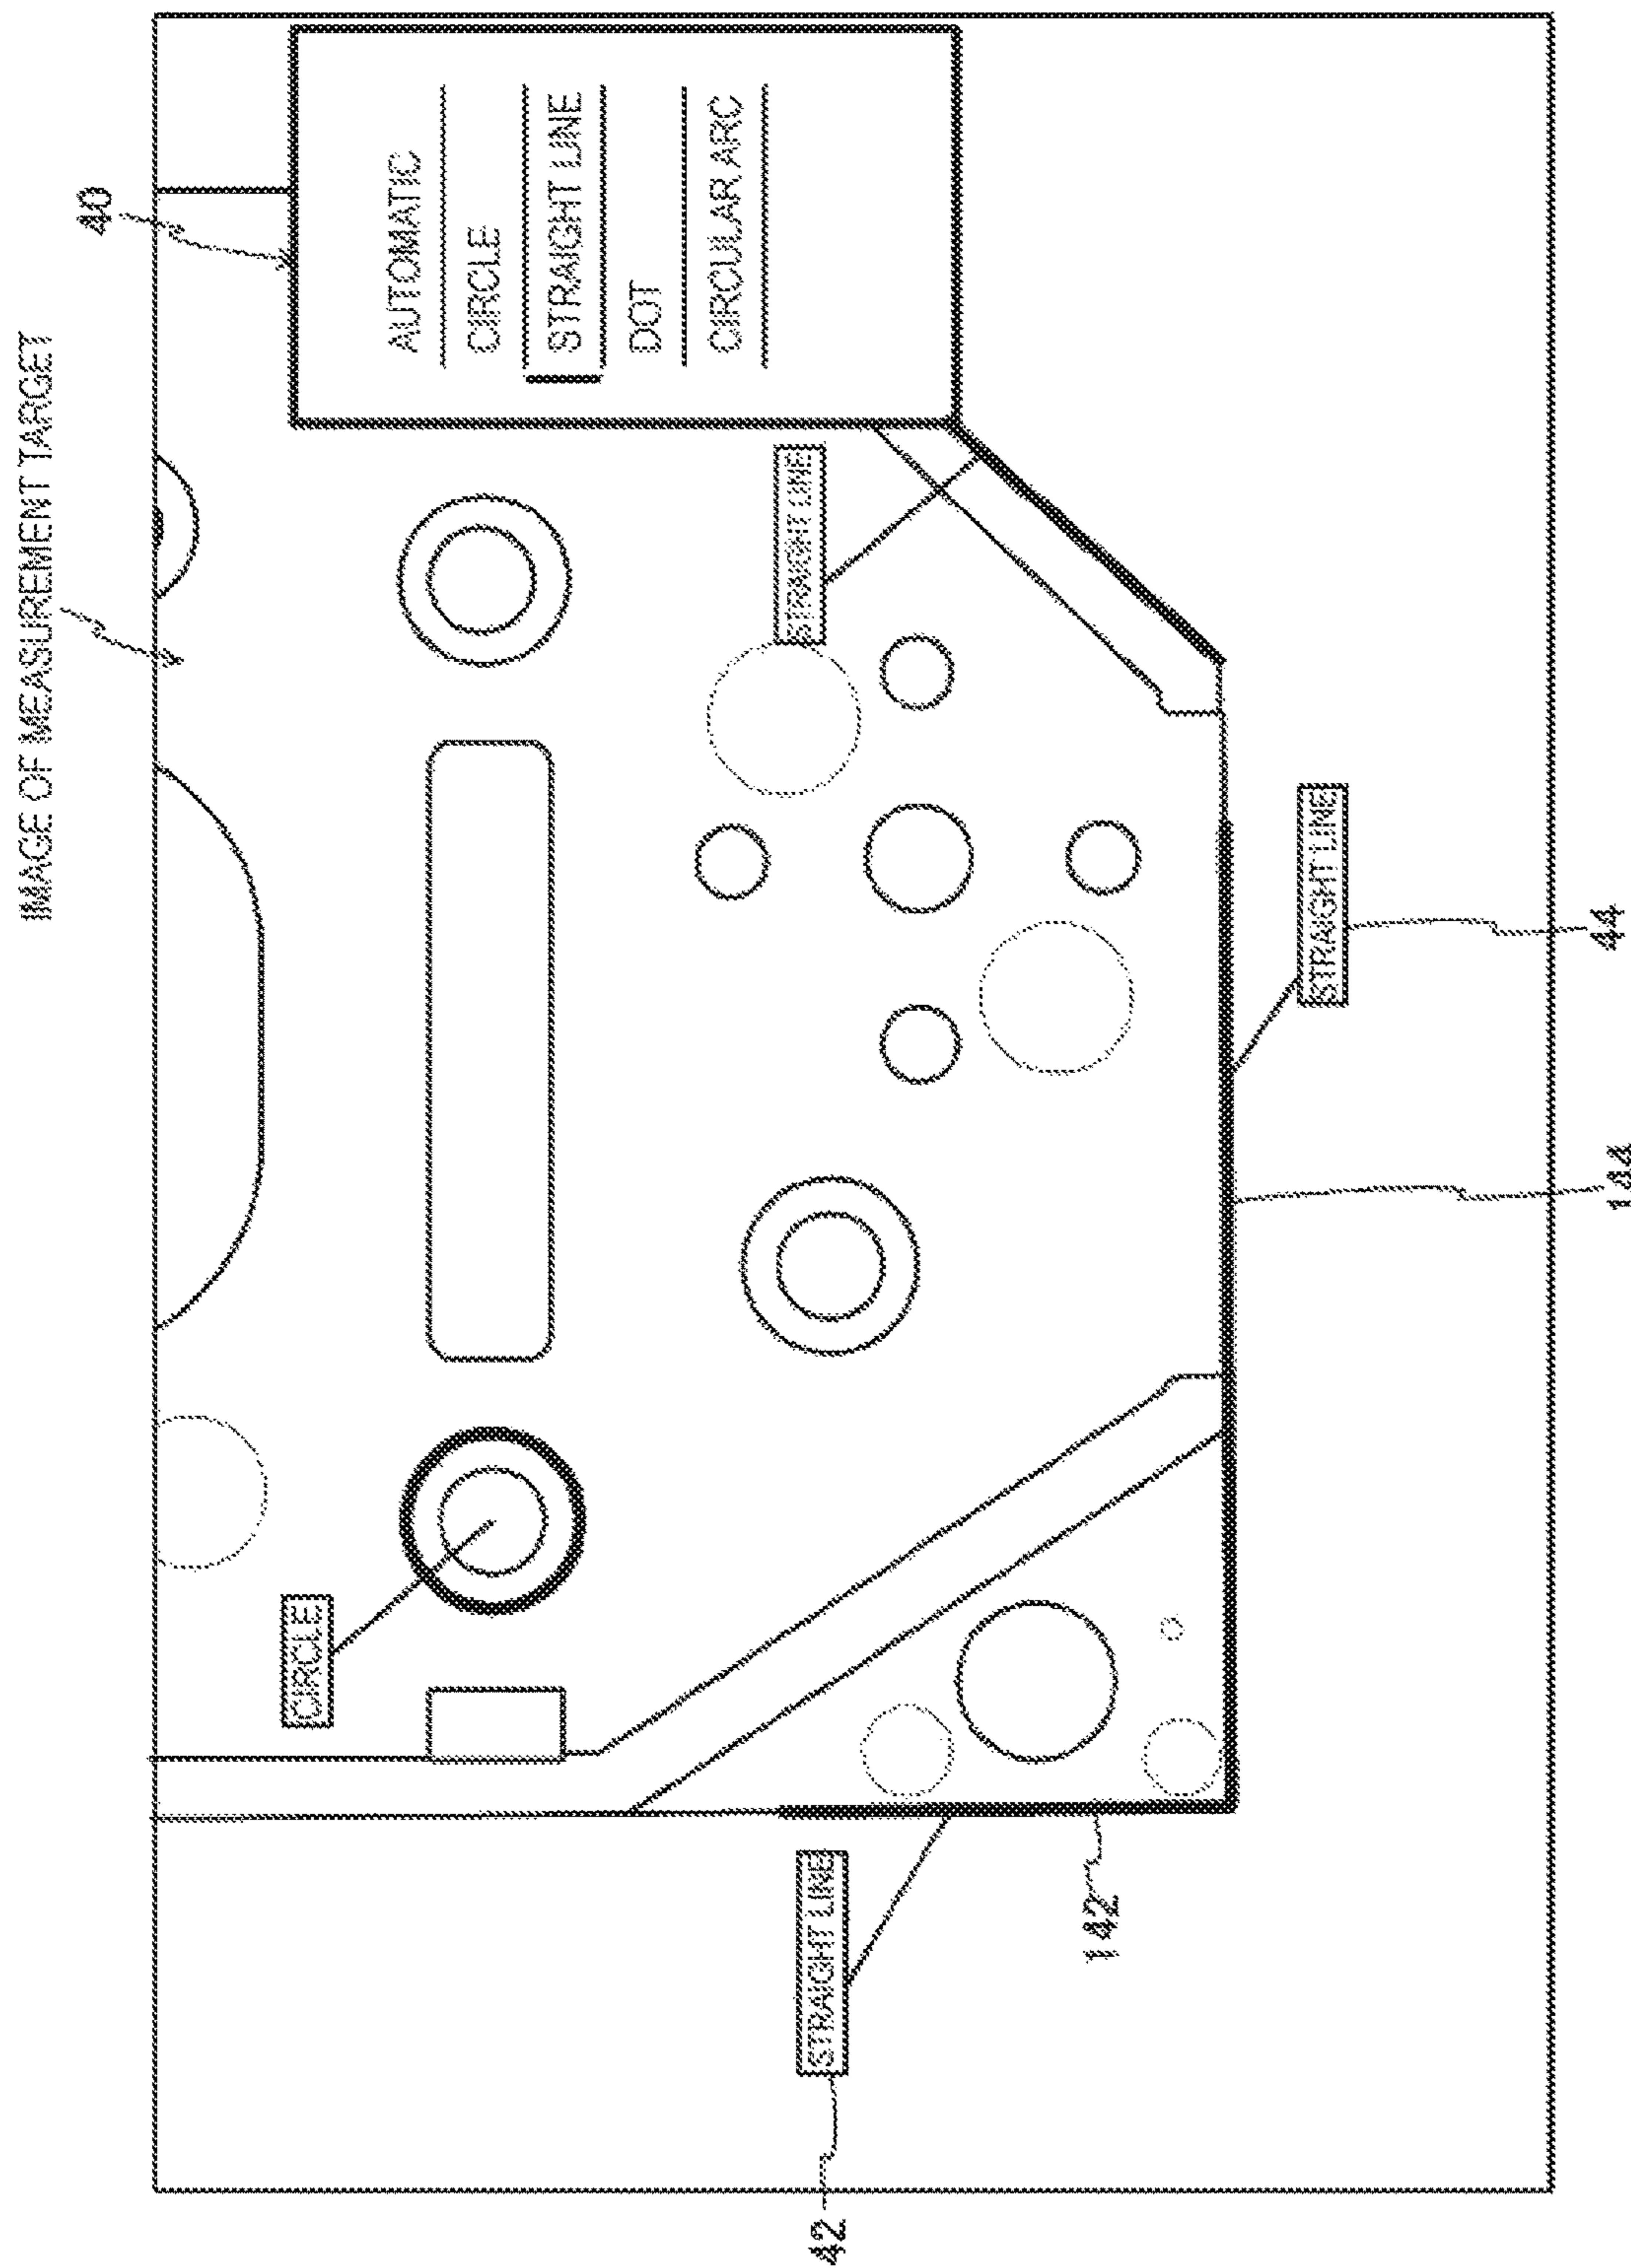 IMAGE OF MEASUREMENT TARGET
40
CIRCLE
AUTOMATIC
CIRCLE
STRAIGHT LINE
DOT
CIRCULAR ARC
STRAIGHT LINE
42
STRAIGHT LINE
142
STRAIGHT LINE
44
144